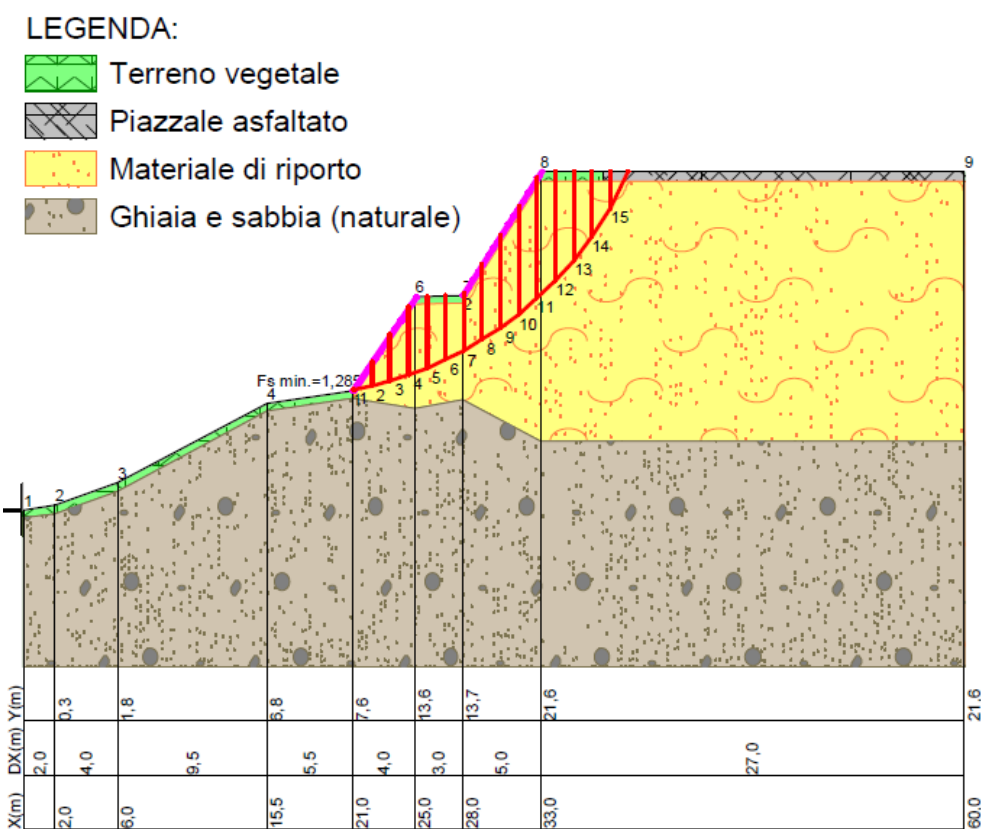 LEGENDA:
Terreno vegetale
Piazzale asfaltato
Materiale di riporto
Ghiaia e sabbia (naturale)
8
9
15
14
13
12
11
10
9
8
7
6
5
4
3
2
1
6
2
Fs min.=1,285
4
3
2
1
Y(m) 0,3 1,8 6,8 7,6 13,6 13,7 21.6 21.6
DX(m) 2,0 4,0 9,5 5,5 4,0 3,0 5,0 27,0
X(m) 2,0 6,0 15,5 21,0 25,0 28,0 33,0 60,0